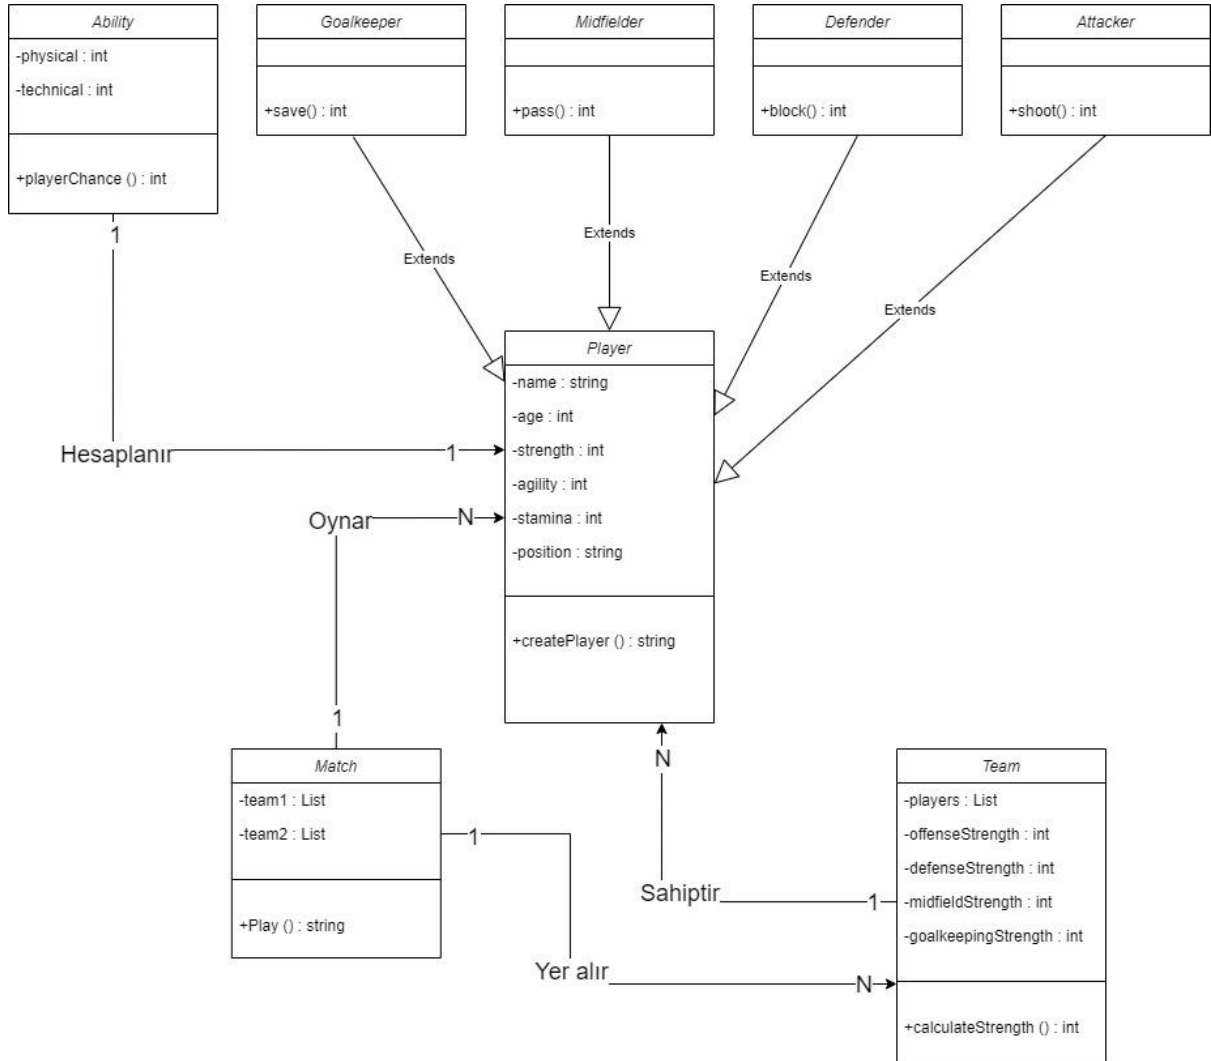 Ability
-physical : int
-technical : int
+playerChance () : int
Goalkeeper
+save() : int
Midfielder
+pass() : int
Defender
+block() : int
Attacker
+shoot() : int
1
Extends
Extends
Extends
Extends
Player
-name : string
-age : int
-strength : int
-agility : int
-stamina : int
-position : string
+createPlayer () : string
Hesaplanır
1
Oynar
N
1
N
Match
-team1 : List
-team2 : List
+Play () : string
1
Yer alır
N
Sahiptir
1
Team
-players : List
-offenseStrength : int
-defenseStrength : int
-midfieldStrength : int
-goalkeepingStrength : int
+calculateStrength () : int